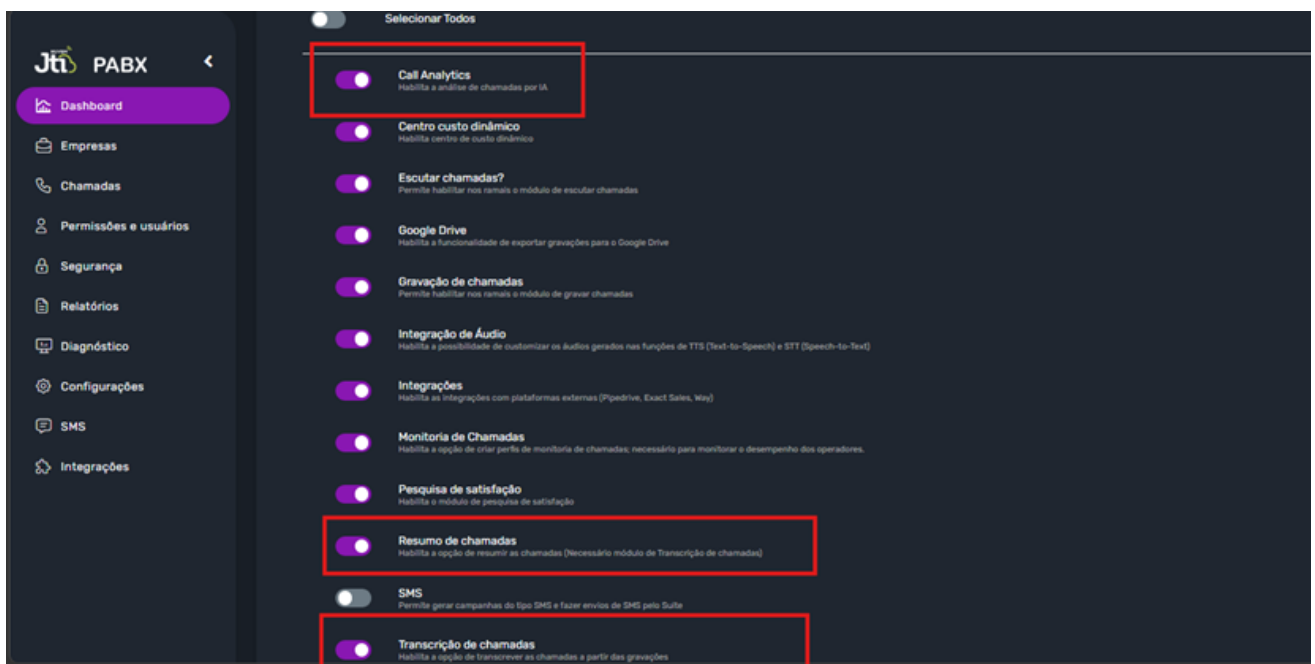 Selecionar Todos
Jti PABX
Dashboard
Empresas
Chamadas
Permissões e usuários
Segurança
Relatórios
Diagnóstico
Configurações
SMS
Integrações
Call Analytics
Habilita a análise de chamadas por IA
Centro custo dinâmico
Habilita centro de custo dinâmico
Escutar chamadas?
Permite habilitar nos ramais o módulo de escutar chamadas
Google Drive
Habilita a funcionalidade de exportar gravações para o Google Drive
Gravação de chamadas
Permite habilitar nos ramais o módulo de gravar chamadas
Integração de Áudio
Habilita a possibilidade de customizar os áudios gerados nas funções de TTS (Text-to-Speech) e STT (Speech-to-Text)
Integrações
Habilita as integrações com plataformas externas (Pipedrive, Exact Sales, Way)
Monitoria de Chamadas
Habilita a opção de criar perfis de monitoria de chamadas; necessário para monitorar o desempenho dos operadores.
Pesquisa de satisfação
Habilita o módulo de pesquisa de satisfação
Resumo de chamadas
Habilita a opção de resumir as chamadas (Necessário módulo de Transcrição de chamadas)
SMS
Permite gerar campanhas do tipo SMS e fazer envios de SMS pelo Suite
Transcrição de chamadas
Habilita a opção de transcrever as chamadas a partir das gravações